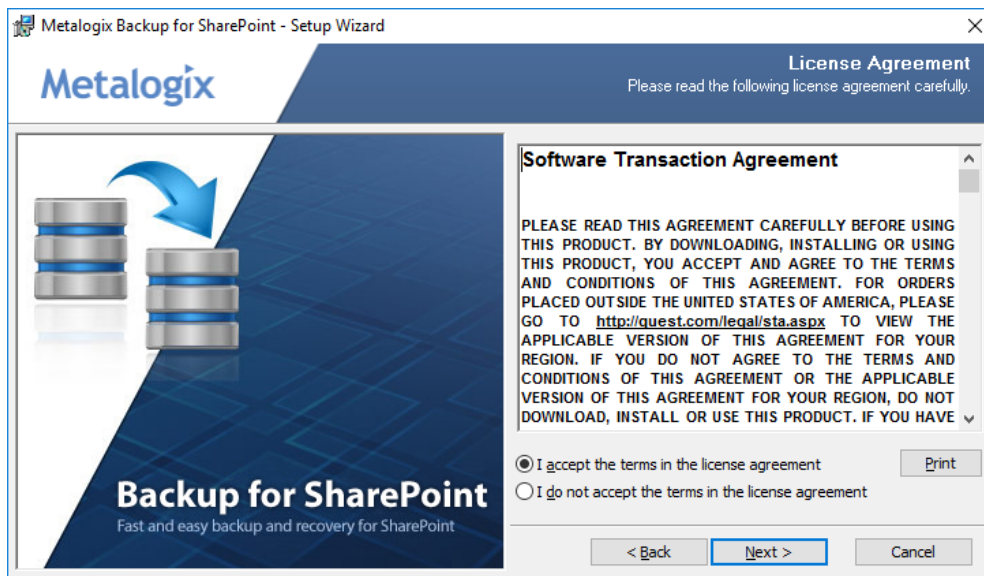 Metalogix Backup for SharePoint - Setup Wizard
Metalogix
License Agreement
Please read the following license agreement carefully.
Software Transaction Agreement
PLEASE READ THIS AGREEMENT CAREFULLY BEFORE USING
THIS PRODUCT. BY DOWNLOADING, INSTALLING OR USING
THIS PRODUCT, YOU ACCEPT AND AGREE TO THE TERMS
AND CONDITIONS OF THIS AGREEMENT. FOR ORDERS
PLACED OUTSIDE THE UNITED STATES OF AMERICA, PLEASE
GO TO http://quest.com/legal/sta.aspx TO VIEW THE
APPLICABLE VERSION OF THIS AGREEMENT FOR YOUR
REGION. IF YOU DO NOT AGREE TO THE TERMS AND
CONDITIONS OF THIS AGREEMENT OR THE APPLICABLE
VERSION OF THIS AGREEMENT FOR YOUR REGION, DO NOT
DOWNLOAD, INSTALL OR USE THIS PRODUCT. IF YOU HAVE
Backup for SharePoint
Fast and easy backup and recovery for SharePoint
I accept the terms in the license agreement
Print
I do not accept the terms in the license agreement
< Back
Next >
Cancel